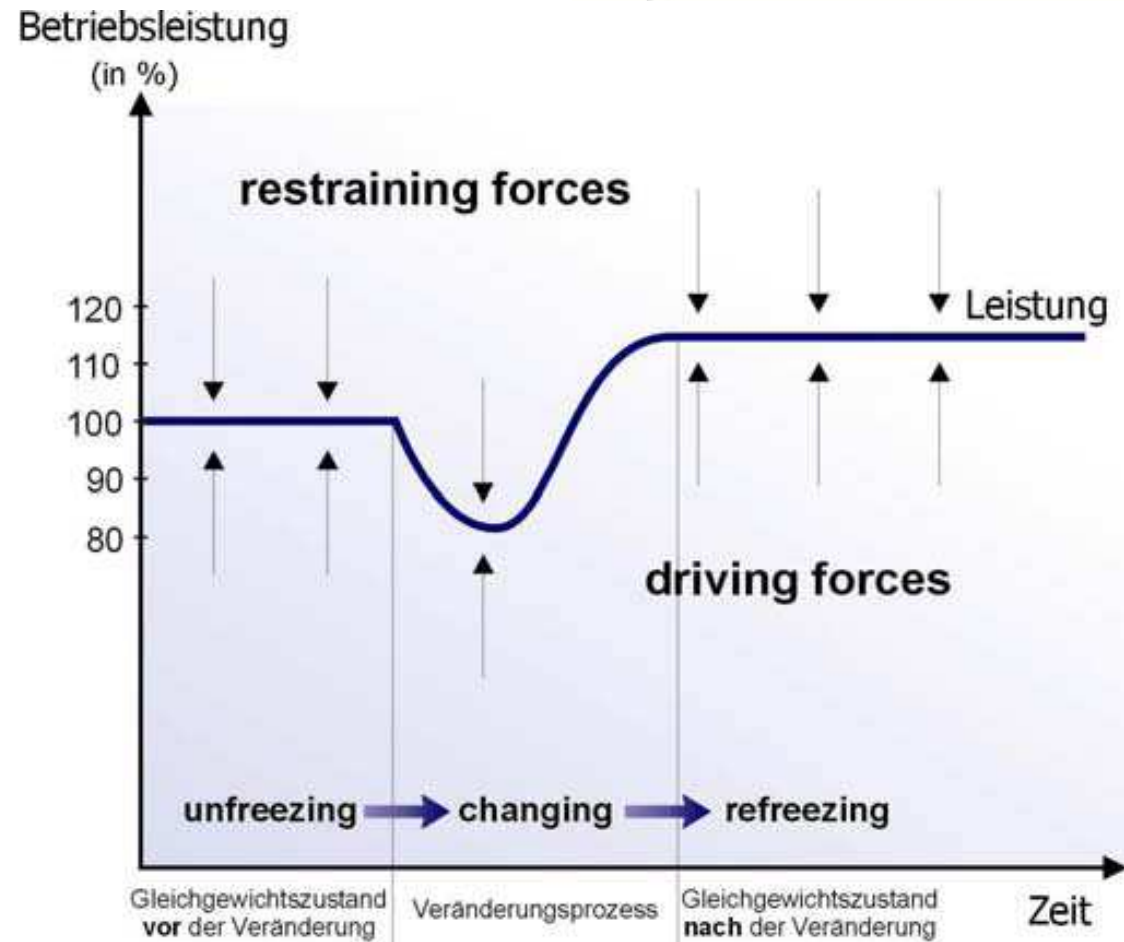 Betriebsleistung
(in %)
restraining forces
120
110
100
90
80
Leistung
driving forces
unfreezing
changing
refreezing
Gleichgewichtszustand
vor der Veränderung
Veränderungsprozess
Gleichgewichtszustand
nach der Veränderung
Zeit